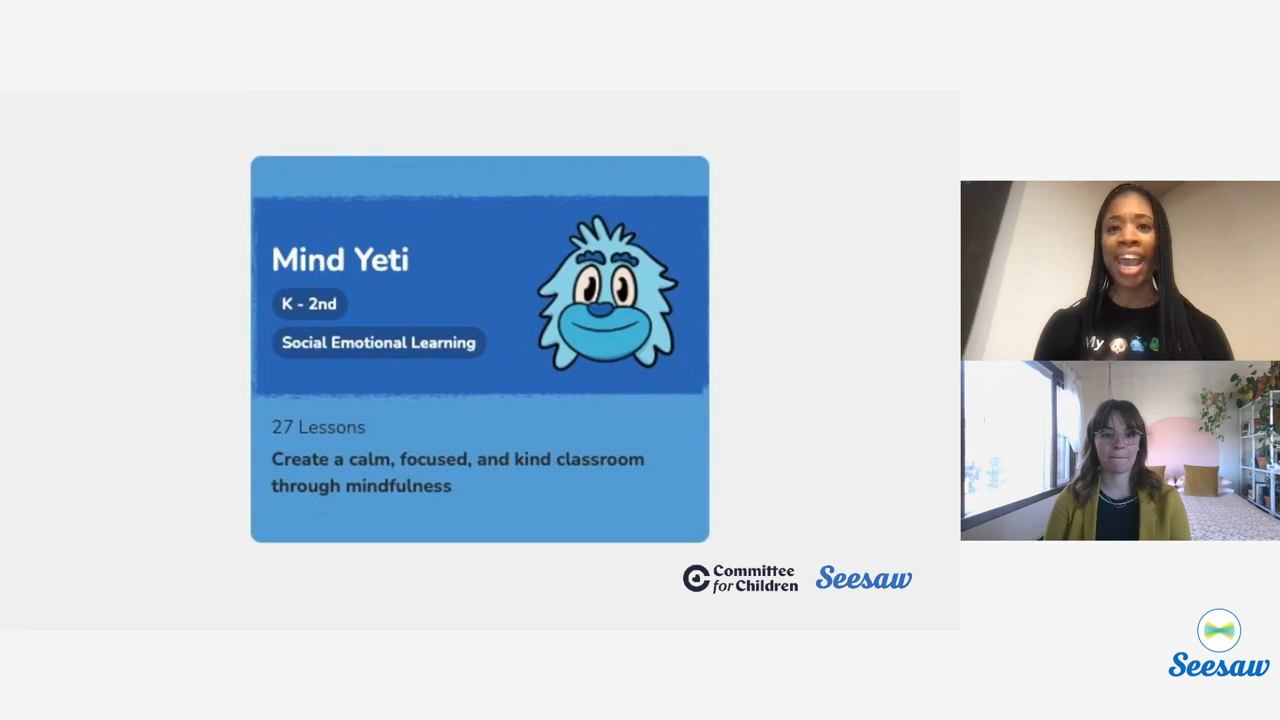 Mind Yeti
K - 2nd
Social Emotional Learning
27 Lessons
Create a calm, focused, and kind classroom
through mindfulness
Committee
for Children
Seesaw
My
Seesaw